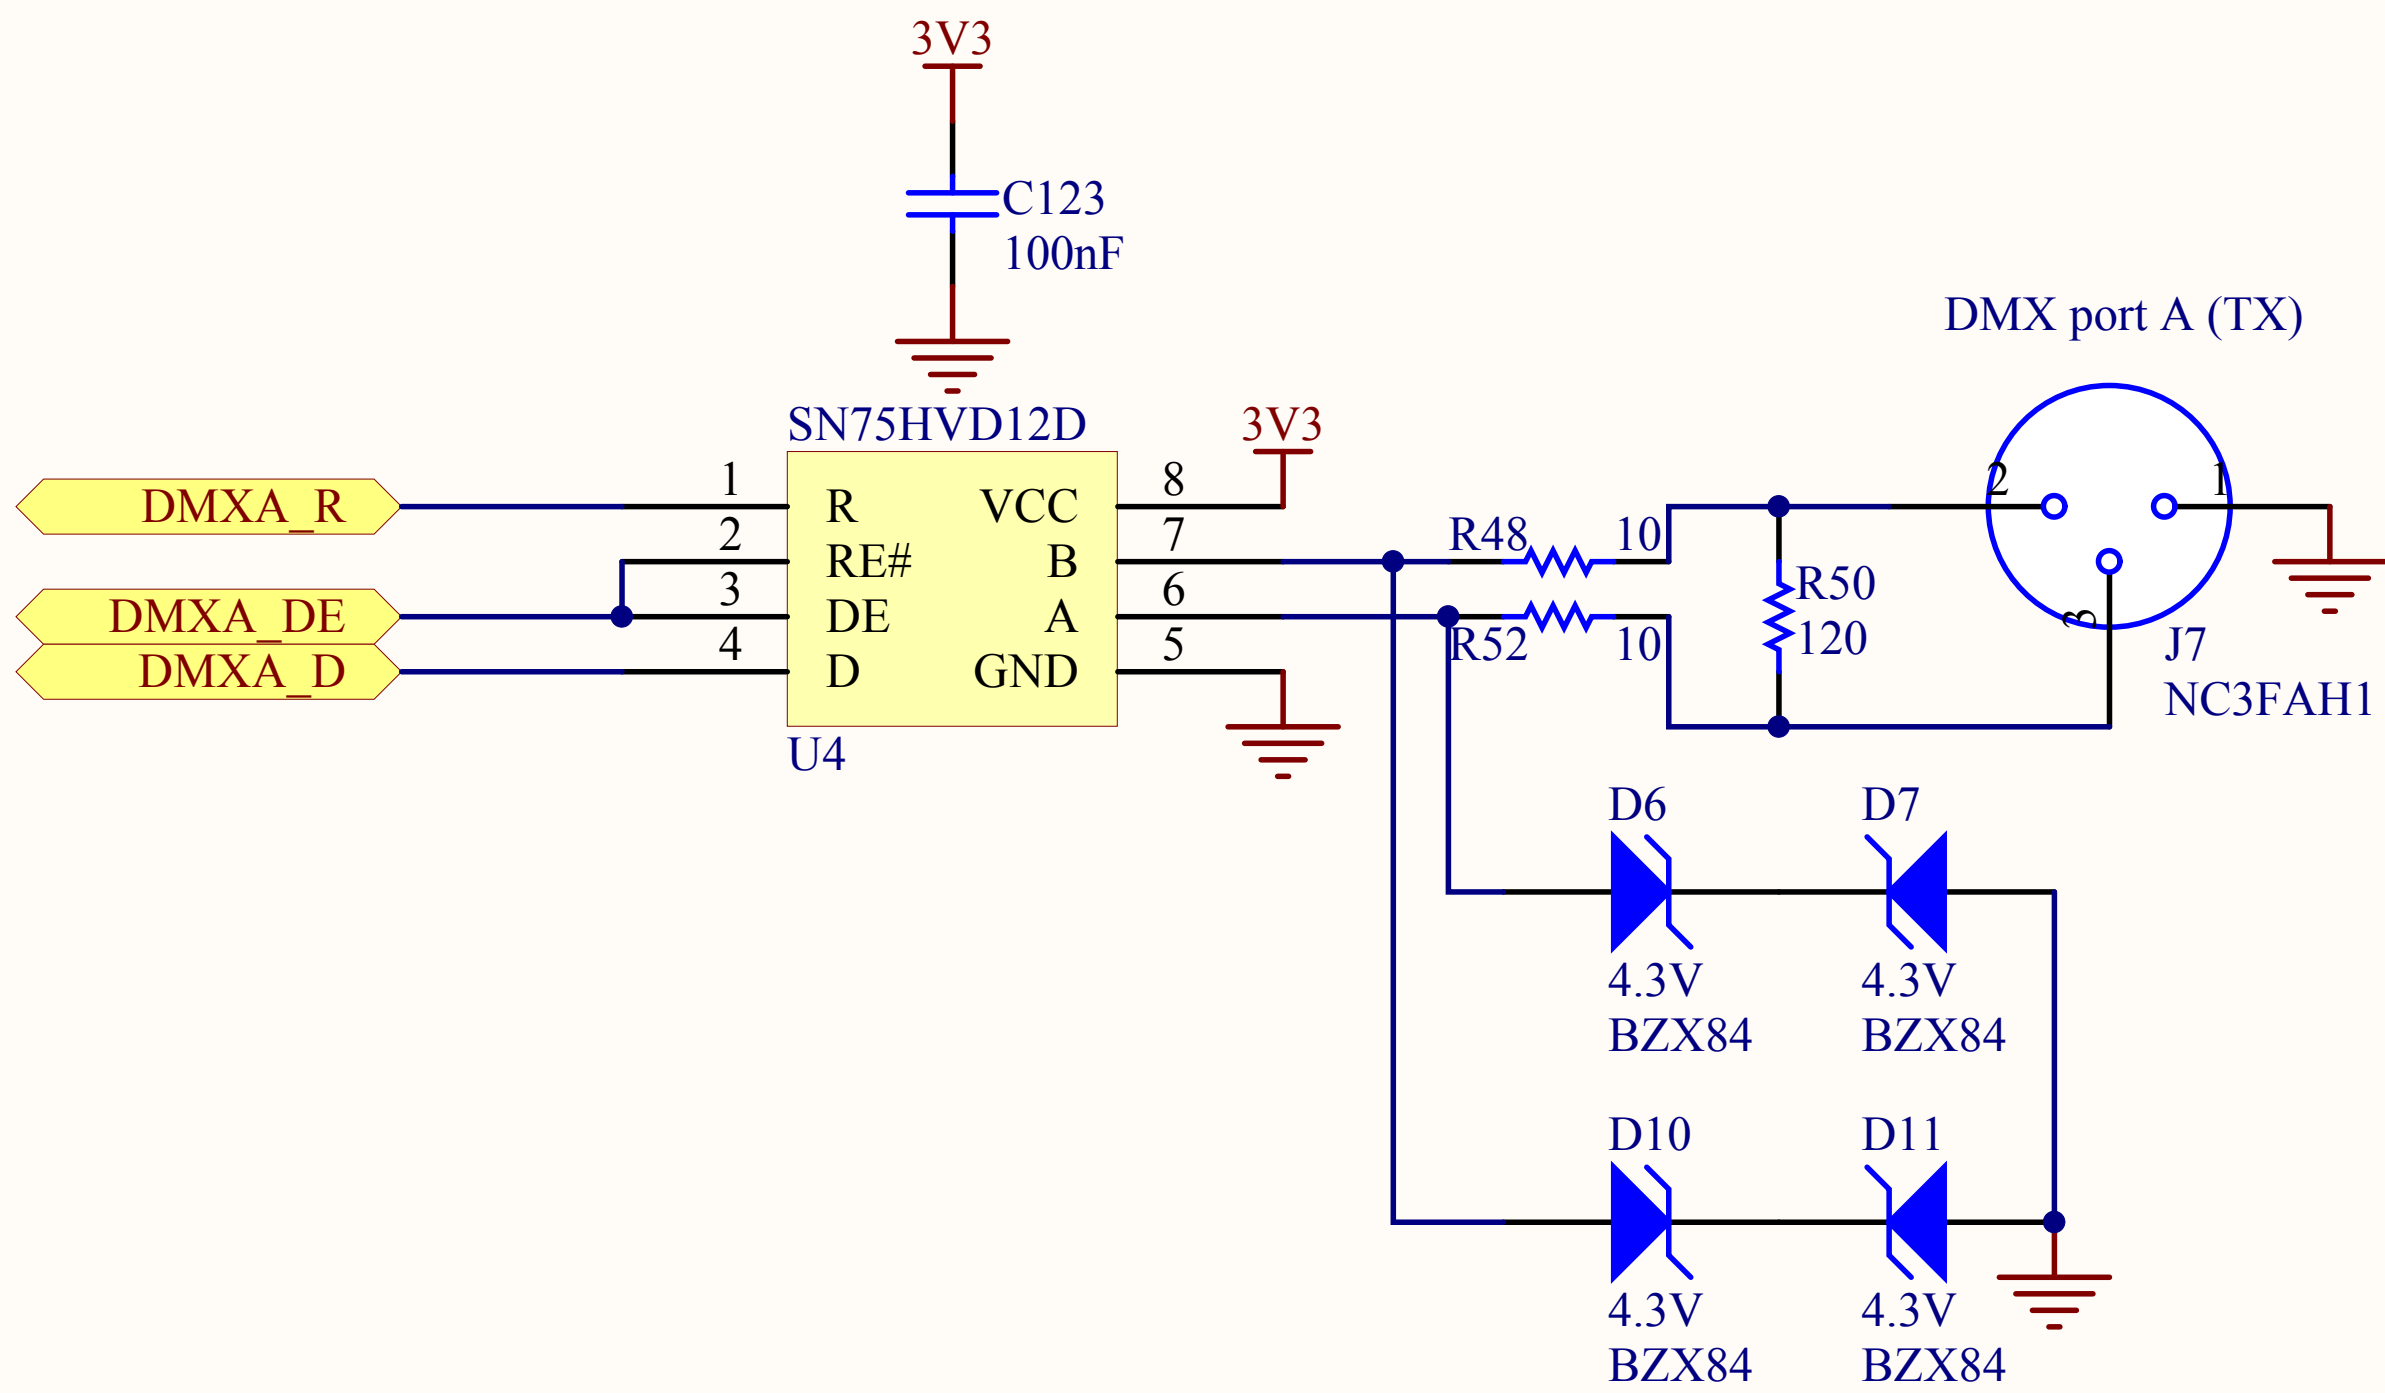 3V3
C123
100nF
DMX port A (TX)
SN75HVD12D
3V3
DMXA_R
1
R
VCC
8
2
RE#
B
7
R48
10
2
1
DMXA_DE
3
DE
A
6
R52
10
R50
120
3
DMXA_D
4
D
GND
5
J7
NC3FAH1
U4
D6
D7
4.3V
4.3V
BZX84
BZX84
D10
D11
4.3V
4.3V
BZX84
BZX84